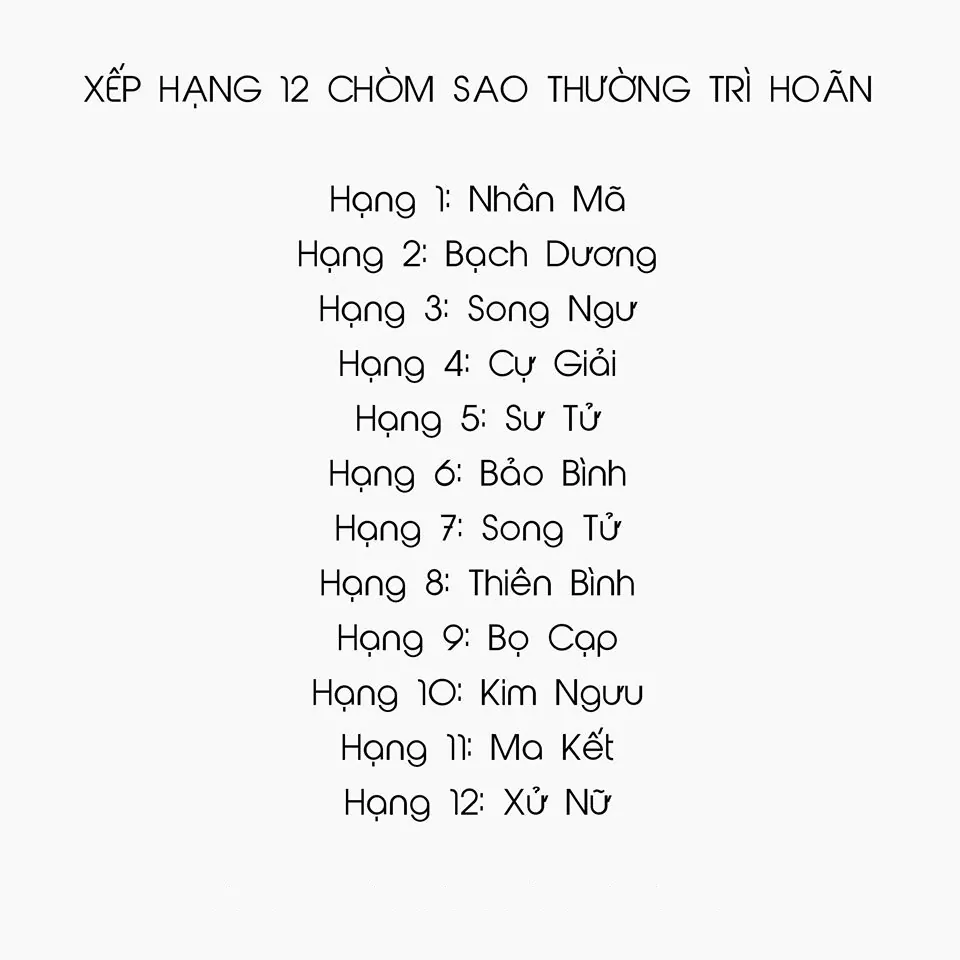 XẾP HẠNG 12 CHÒM SAO THƯỜNG TRÌ HOÃN
Hạng 1: Nhân Mã
Hạng 2: Bạch Dương
Hạng 3: Song Ngư
Hạng 4: Cự Giải
Hạng 5: Sư Tử
Hạng 6: Bảo Bình
Hạng 7: Song Tử
Hạng 8: Thiên Bình
Hạng 9: Bọ Cạp
Hạng 10: Kim Ngưu
Hạng 11: Ma Kết
Hạng 12: Xử Nữ